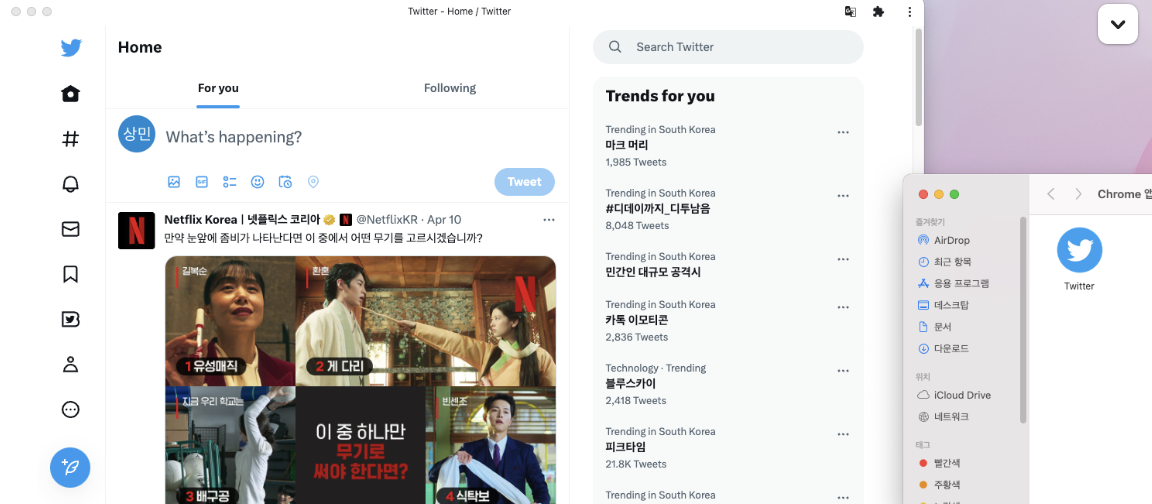 Twitter - Home / Twitter
Home
For you
Following
상민
What's happening?
GIF
Tweet
Netflix Korea | 넷플릭스 코리아 @NetflixKR · Apr 10
만약 눈앞에 좀비가 나타난다면 이 중에서 어떤 무기를 고르시겠습니까?
길복순
1 유성매직
환혼
2 게 다리
N
지금 우리 학교는
3 배구공
이 중 하나만
무기로
써야 한다면?
빈센조
4 식탁보
Search Twitter
Trends for you
Trending in South Korea
마크 머리
1,985 Tweets
Trending in South Korea
#디데이까지_디투남음
8,048 Tweets
Trending in South Korea
민간인 대규모 공격시
Trending in South Korea
카톡 이모티콘
2,836 Tweets
Technology · Trending
블루스카이
2,418 Tweets
Trending in South Korea
피크타임
21.8K Tweets
Trending in South Korea
즐겨찾기
AirDrop
최근 항목
응용 프로그램
데스크탑
문서
다운로드
위치
iCloud Drive
네트워크
태그
빨간색
주황색
Chrome 앱
Twitter